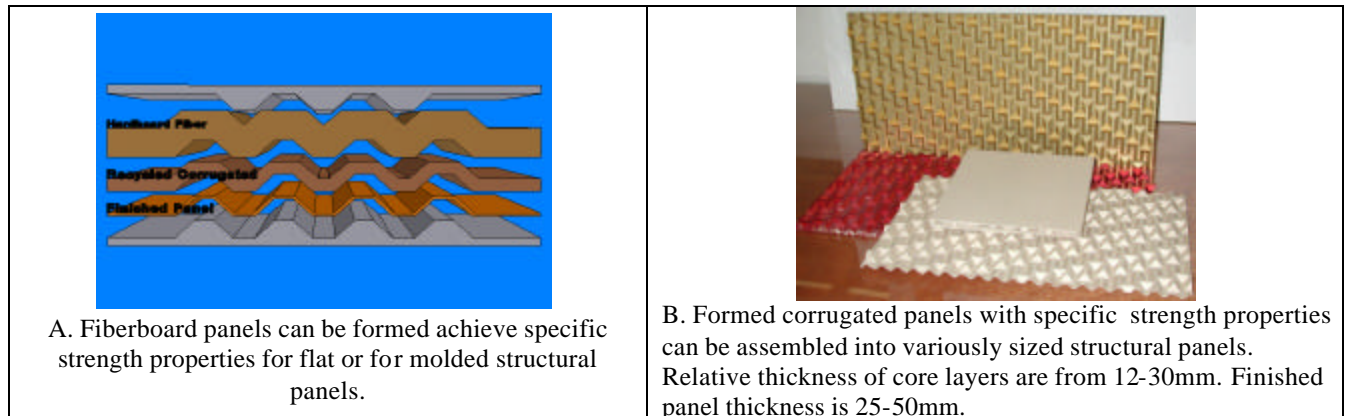 Hardboard Fiber
Recycled Corrugated
Finished Panel
A. Fiberboard panels can be formed achieve specific
strength properties for flat or for molded structural
panels.
B. Formed corrugated panels with specific strength properties
can be assembled into variously sized structural panels.
Relative thickness of core layers are from 12-30mm. Finished
panel thickness is 25-50mm.